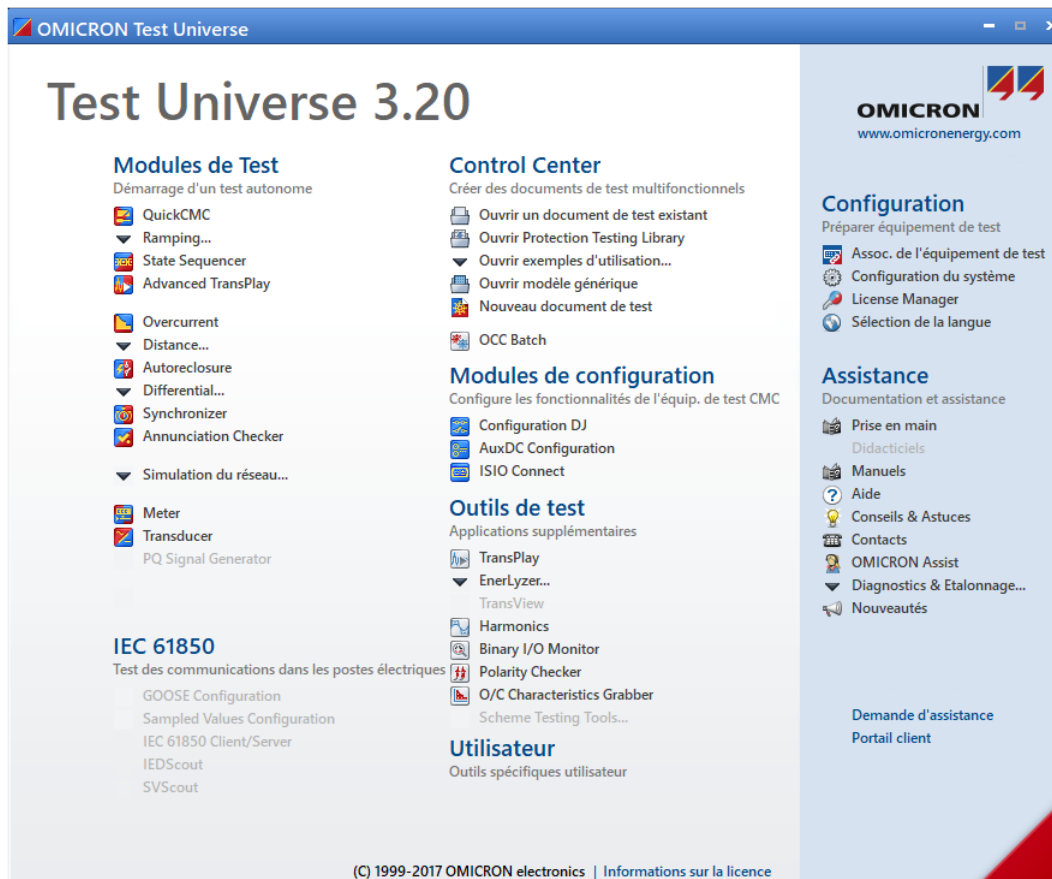 OMICRON Test Universe
Test Universe 3.20
Modules de Test
Démarrage d'un test autonome
QuickCMC
Ramping...
State Sequencer
Advanced TransPlay
Overcurrent
Distance...
Autoreclosure
Differential...
Synchronizer
Annunciation Checker
Simulation du réseau...
Meter
Transducer
PQ Signal Generator
IEC 61850
Test des communications dans les postes électriques
GOOSE Configuration
Sampled Values Configuration
IEC 61850 Client/Server
IEDScout
SVScout
Control Center
Créer des documents de test multifonctionnels
Ouvrir un document de test existant
Ouvrir Protection Testing Library
Ouvrir exemples d'utilisation...
Ouvrir modèle générique
Nouveau document de test
OCC Batch
Modules de configuration
Configure les fonctionnalités de l'équip. de test CMC
Configuration DJ
AuxDC Configuration
ISIO Connect
Outils de test
Applications supplémentaires
TransPlay
EnerLyzer...
TransView
Harmonics
Binary I/O Monitor
Polarity Checker
O/C Characteristics Grabber
Scheme Testing Tools...
Utilisateur
Outils spécifiques utilisateur
OMICRON
www.omicronenergy.com
Configuration
Préparer équipement de test
Assoc. de l'équipement de test
Configuration du système
License Manager
Sélection de la langue
Assistance
Documentation et assistance
Prise en main
Didacticiels
Manuels
Aide
Conseils & Astuces
Contacts
OMICRON Assist
Diagnostics & Etalonnage...
Nouveautés
Demande d'assistance
Portail client
(C) 1999-2017 OMICRON electronics | Informations sur la licence